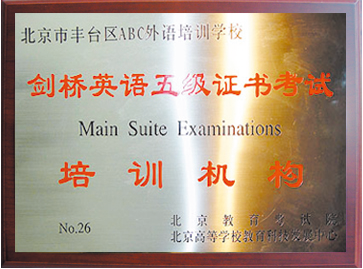 北京市丰台区ABC外语培训学校
剑桥英语五级证书考试
Main Suite Examinations
培训机构
No.26
北京教育考试院
北京高等学校教育科技发展中心